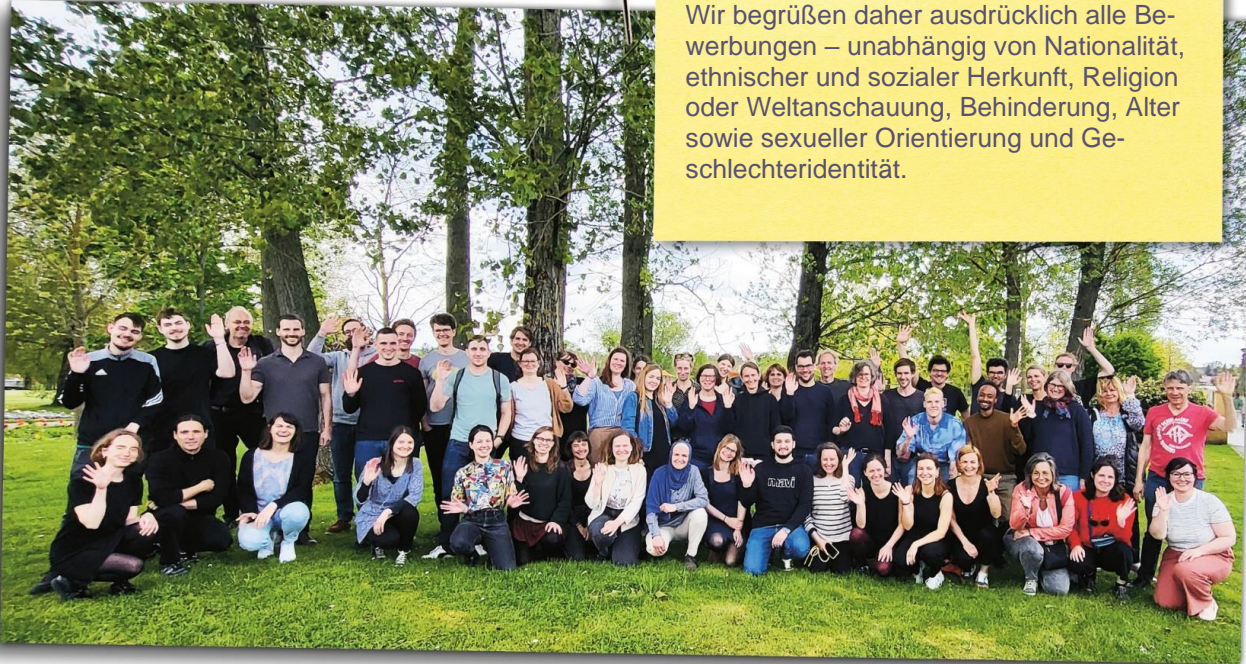 Wir begrüßen daher ausdrücklich alle Be-
werbungen – unabhängig von Nationalität,
ethnischer und sozialer Herkunft, Religion
oder Weltanschauung, Behinderung, Alter
sowie sexueller Orientierung und Ge-
schlechteridentität.
mavi